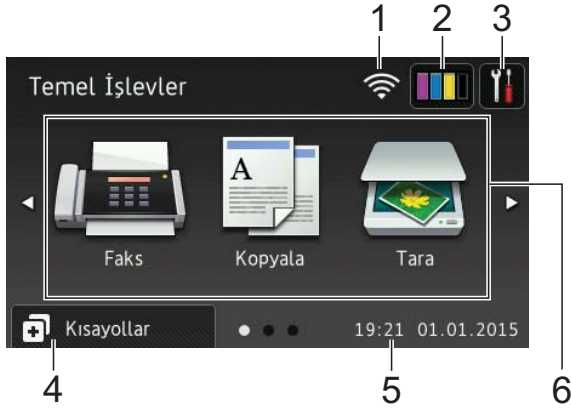 1 2 3
Temel İşlevler
A
Faks Kopyala Tara
Kısayollar 19:21 01.01.2015
4 5 6